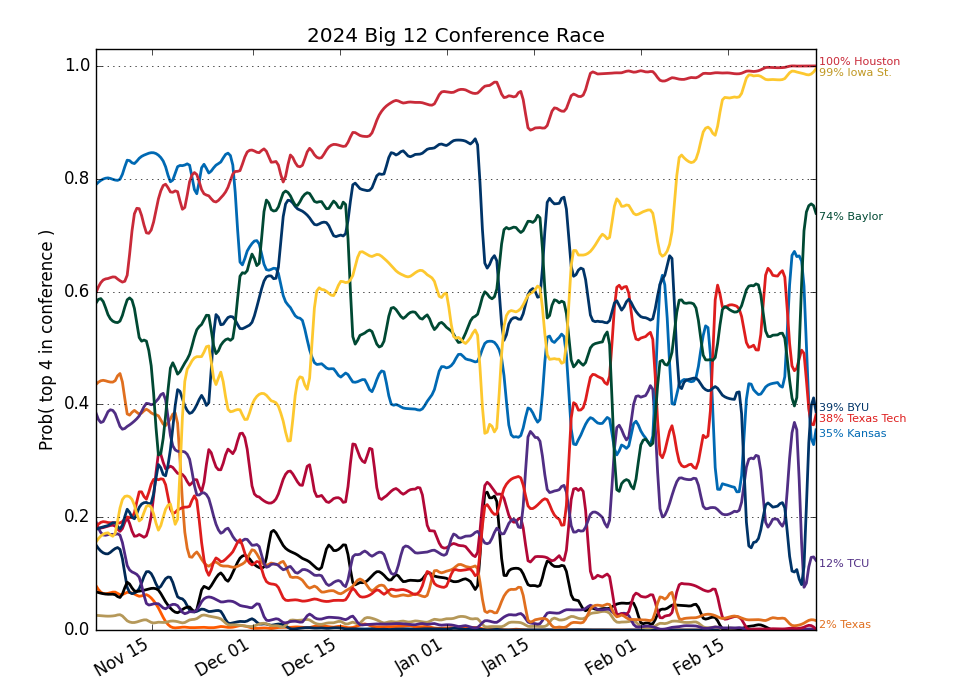 2024 Big 12 Conference Race
Prob( top 4 in conference )
1.0
0.8
0.6
0.4
0.2
0.0
Nov 15
Dec 01
Dec 15
Jan 01
Jan 15
Feb 01
Feb 15
100% Houston
99% Iowa St.
74% Baylor
39% BYU
38% Texas Tech
35% Kansas
12% TCU
2% Texas